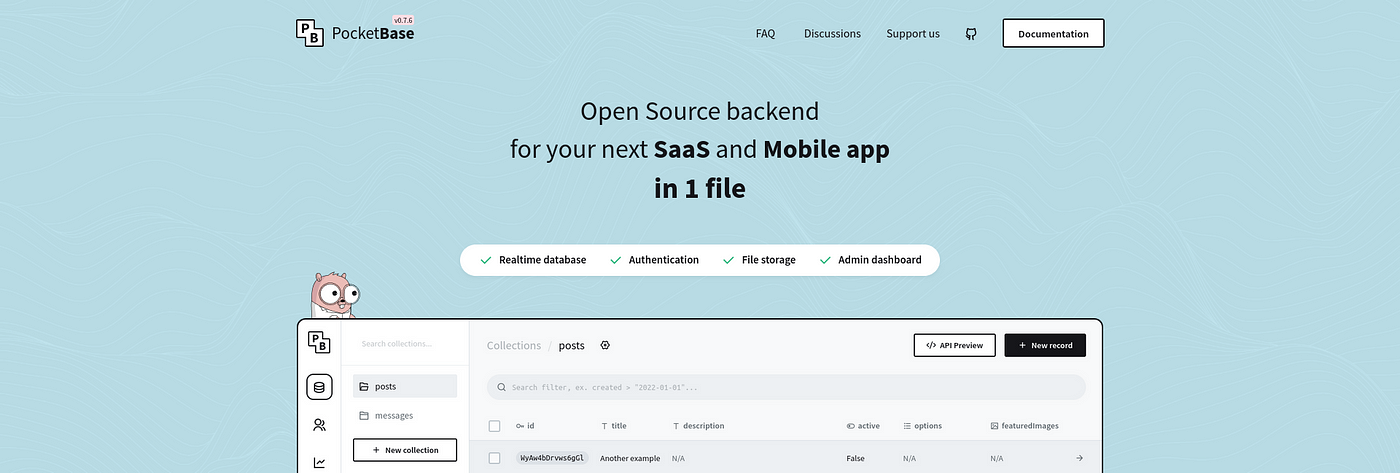 PB PocketBase v0.7.6
FAQ Discussions Support us Documentation
Open Source backend
for your next SaaS and Mobile app
in 1 file
Realtime database Authentication File storage Admin dashboard
PB Search collections... Collections / posts API Preview New record
posts Search filter, ex. created > "2022-01-01"...
messages id title description active options featuredImages
New collection WyAw4bDrvws6gGl Another example N/A False N/A N/A